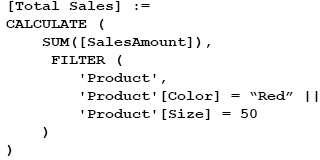 [Total Sales] :=
CALCULATE (
    SUM([SalesAmount]),
     FILTER (
        'Product',
        'Product'[Color] = “Red” ||
        'Product'[Size] = 50
    )
)